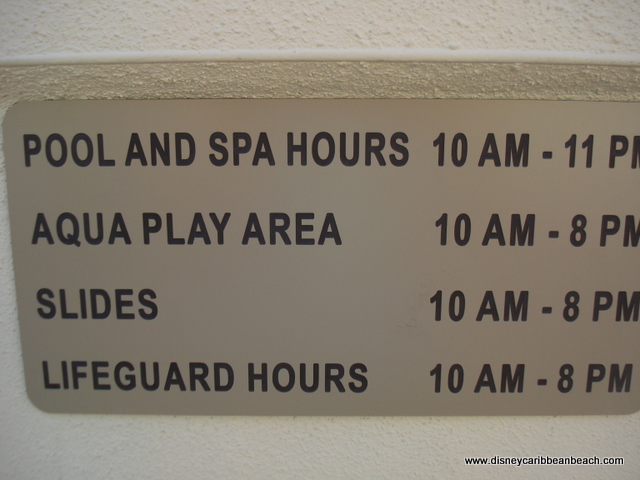 POOL AND SPA HOURS 10 AM - 11 PM
AQUA PLAY AREA 10 AM - 8 PM
SLIDES 10 AM - 8 PM
LIFEGUARD HOURS 10 AM - 8 PM
www.disneycaribbeanbeach.com